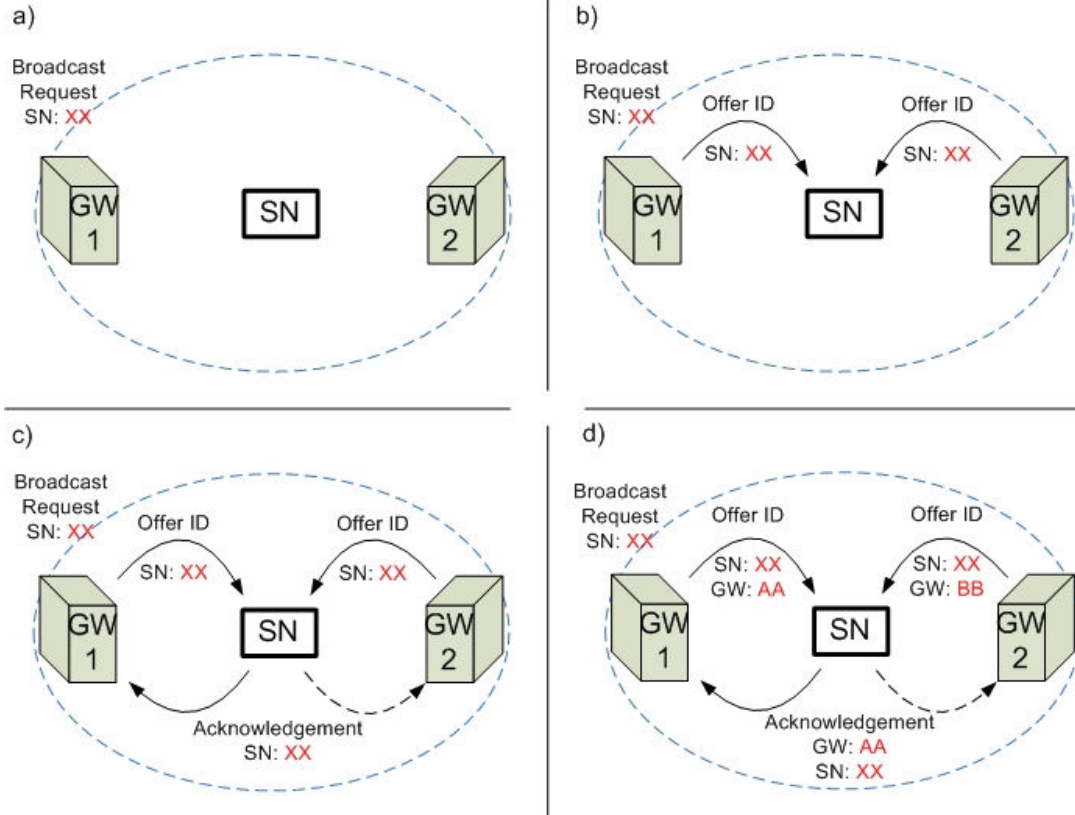 a)
Broadcast
Request
SN: XX
GW
1
SN
GW
2
b)
Broadcast
Request
SN: XX
Offer ID
SN: XX
Offer ID
SN: XX
GW
1
SN
GW
2
c)
Broadcast
Request
SN: XX
Offer ID
SN: XX
Offer ID
SN: XX
GW
1
SN
GW
2
Acknowledgement
SN: XX
d)
Broadcast
Request
SN: XX
Offer ID
SN: XX
GW: AA
Offer ID
SN: XX
GW: BB
GW
1
SN
GW
2
Acknowledgement
GW: AA
SN: XX